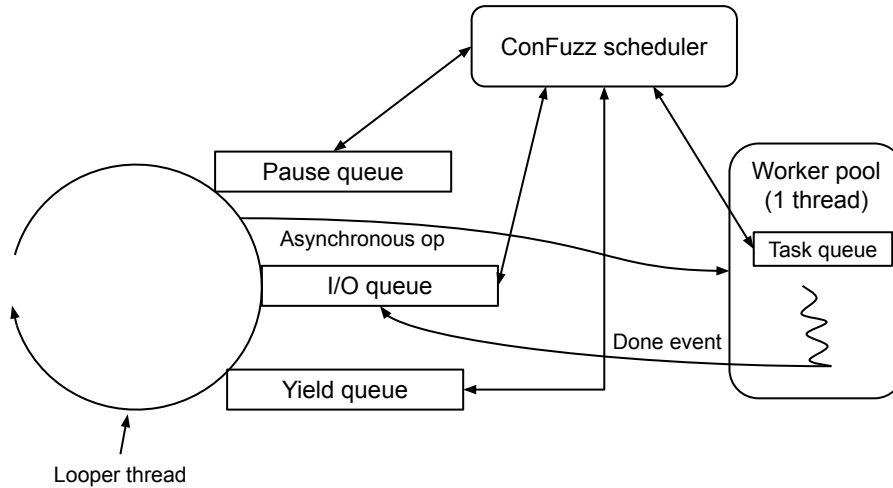 ConFuzz scheduler
Pause queue
Worker pool
(1 thread)
Asynchronous op
Task queue
I/O queue
Done event
Yield queue
Looper thread